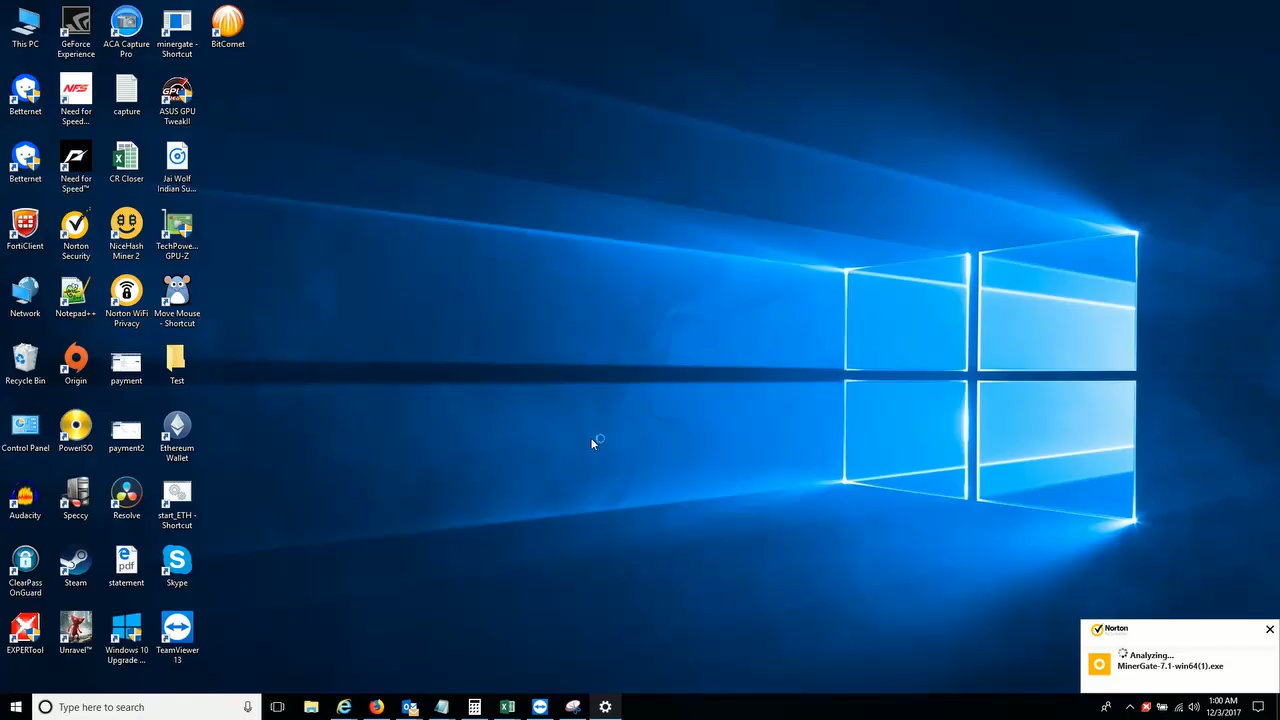 This PC
GeForce
Experience
ACA Capture
Pro
minergate -
Shortcut
BitComet
Betternet
NFS
Need for
Speed...
capture
ASUS GPU
TweakII
Betternet
Need for
Speed™
CR Closer
Jai Wolf
Indian Su...
FortiClient
Norton
Security
NiceHash
Miner 2
TechPowe...
GPU-Z
Network
Notepad++
Norton WiFi
Privacy
Move Mouse
- Shortcut
Recycle Bin
Origin
payment
Test
Control Panel
PowerISO
payment2
Ethereum
Wallet
Audacity
Speccy
Resolve
start_ETH -
Shortcut
ClearPass
OnGuard
Steam
pdf
statement
Skype
EXPERTool
Unravel™
Windows 10
Upgrade ...
TeamViewer
13
Norton
Analyzing...
MinerGate-7.1-win64(1).exe
Type here to search
1:00 AM
12/3/2017